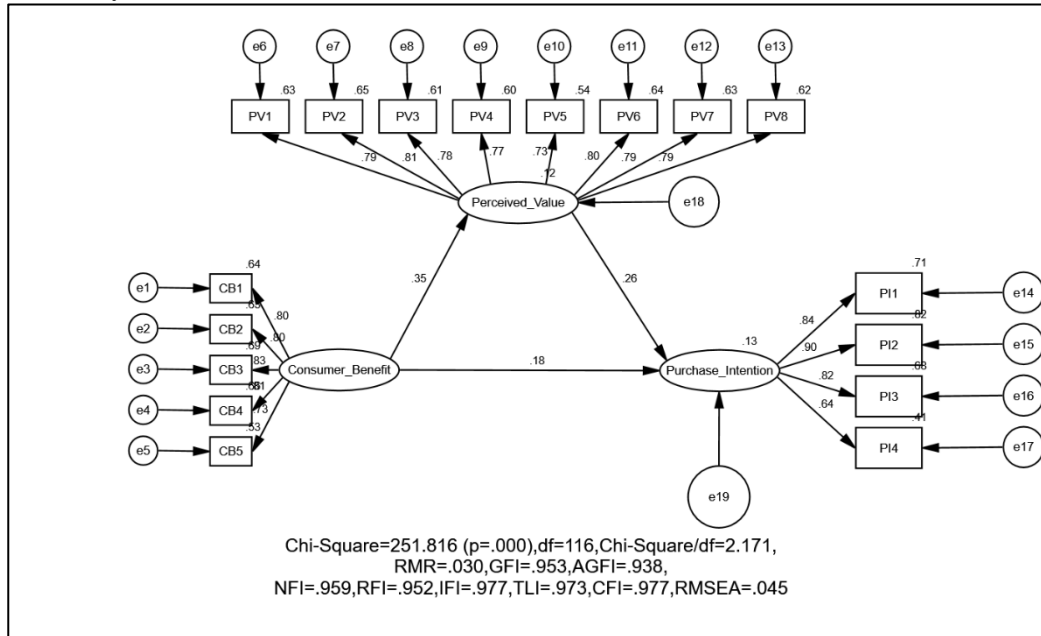 e6 e7 e8 e9 e10 e11 e12 e13
.63 .65 .61 .60 .54 .64 .63 .62
PV1 PV2 PV3 PV4 PV5 PV6 PV7 PV8
.79 .81 .78 .77 .73 .80 .79 .79
.12
Perceived_Value
e18
.35 .26
.64
e1 CB1
.80
.65
e2 CB2
.80
.69
e3 CB3
.83
e4 CB4
.81
.73
.53
e5 CB5
Consumer_Benefit
.18
.13
Purchase_Intention
.71
.84
PI1 e14
.82
.90
PI2 e15
.68
.82
PI3 e16
.64
.41
PI4 e17
e19
Chi-Square=251.816 (p=.000),df=116,Chi-Square/df=2.171,
RMR=.030,GFI=.953,AGFI=.938,
NFI=.959,RFI=.952,IFI=.977,TLI=.973,CFI=.977,RMSEA=.045